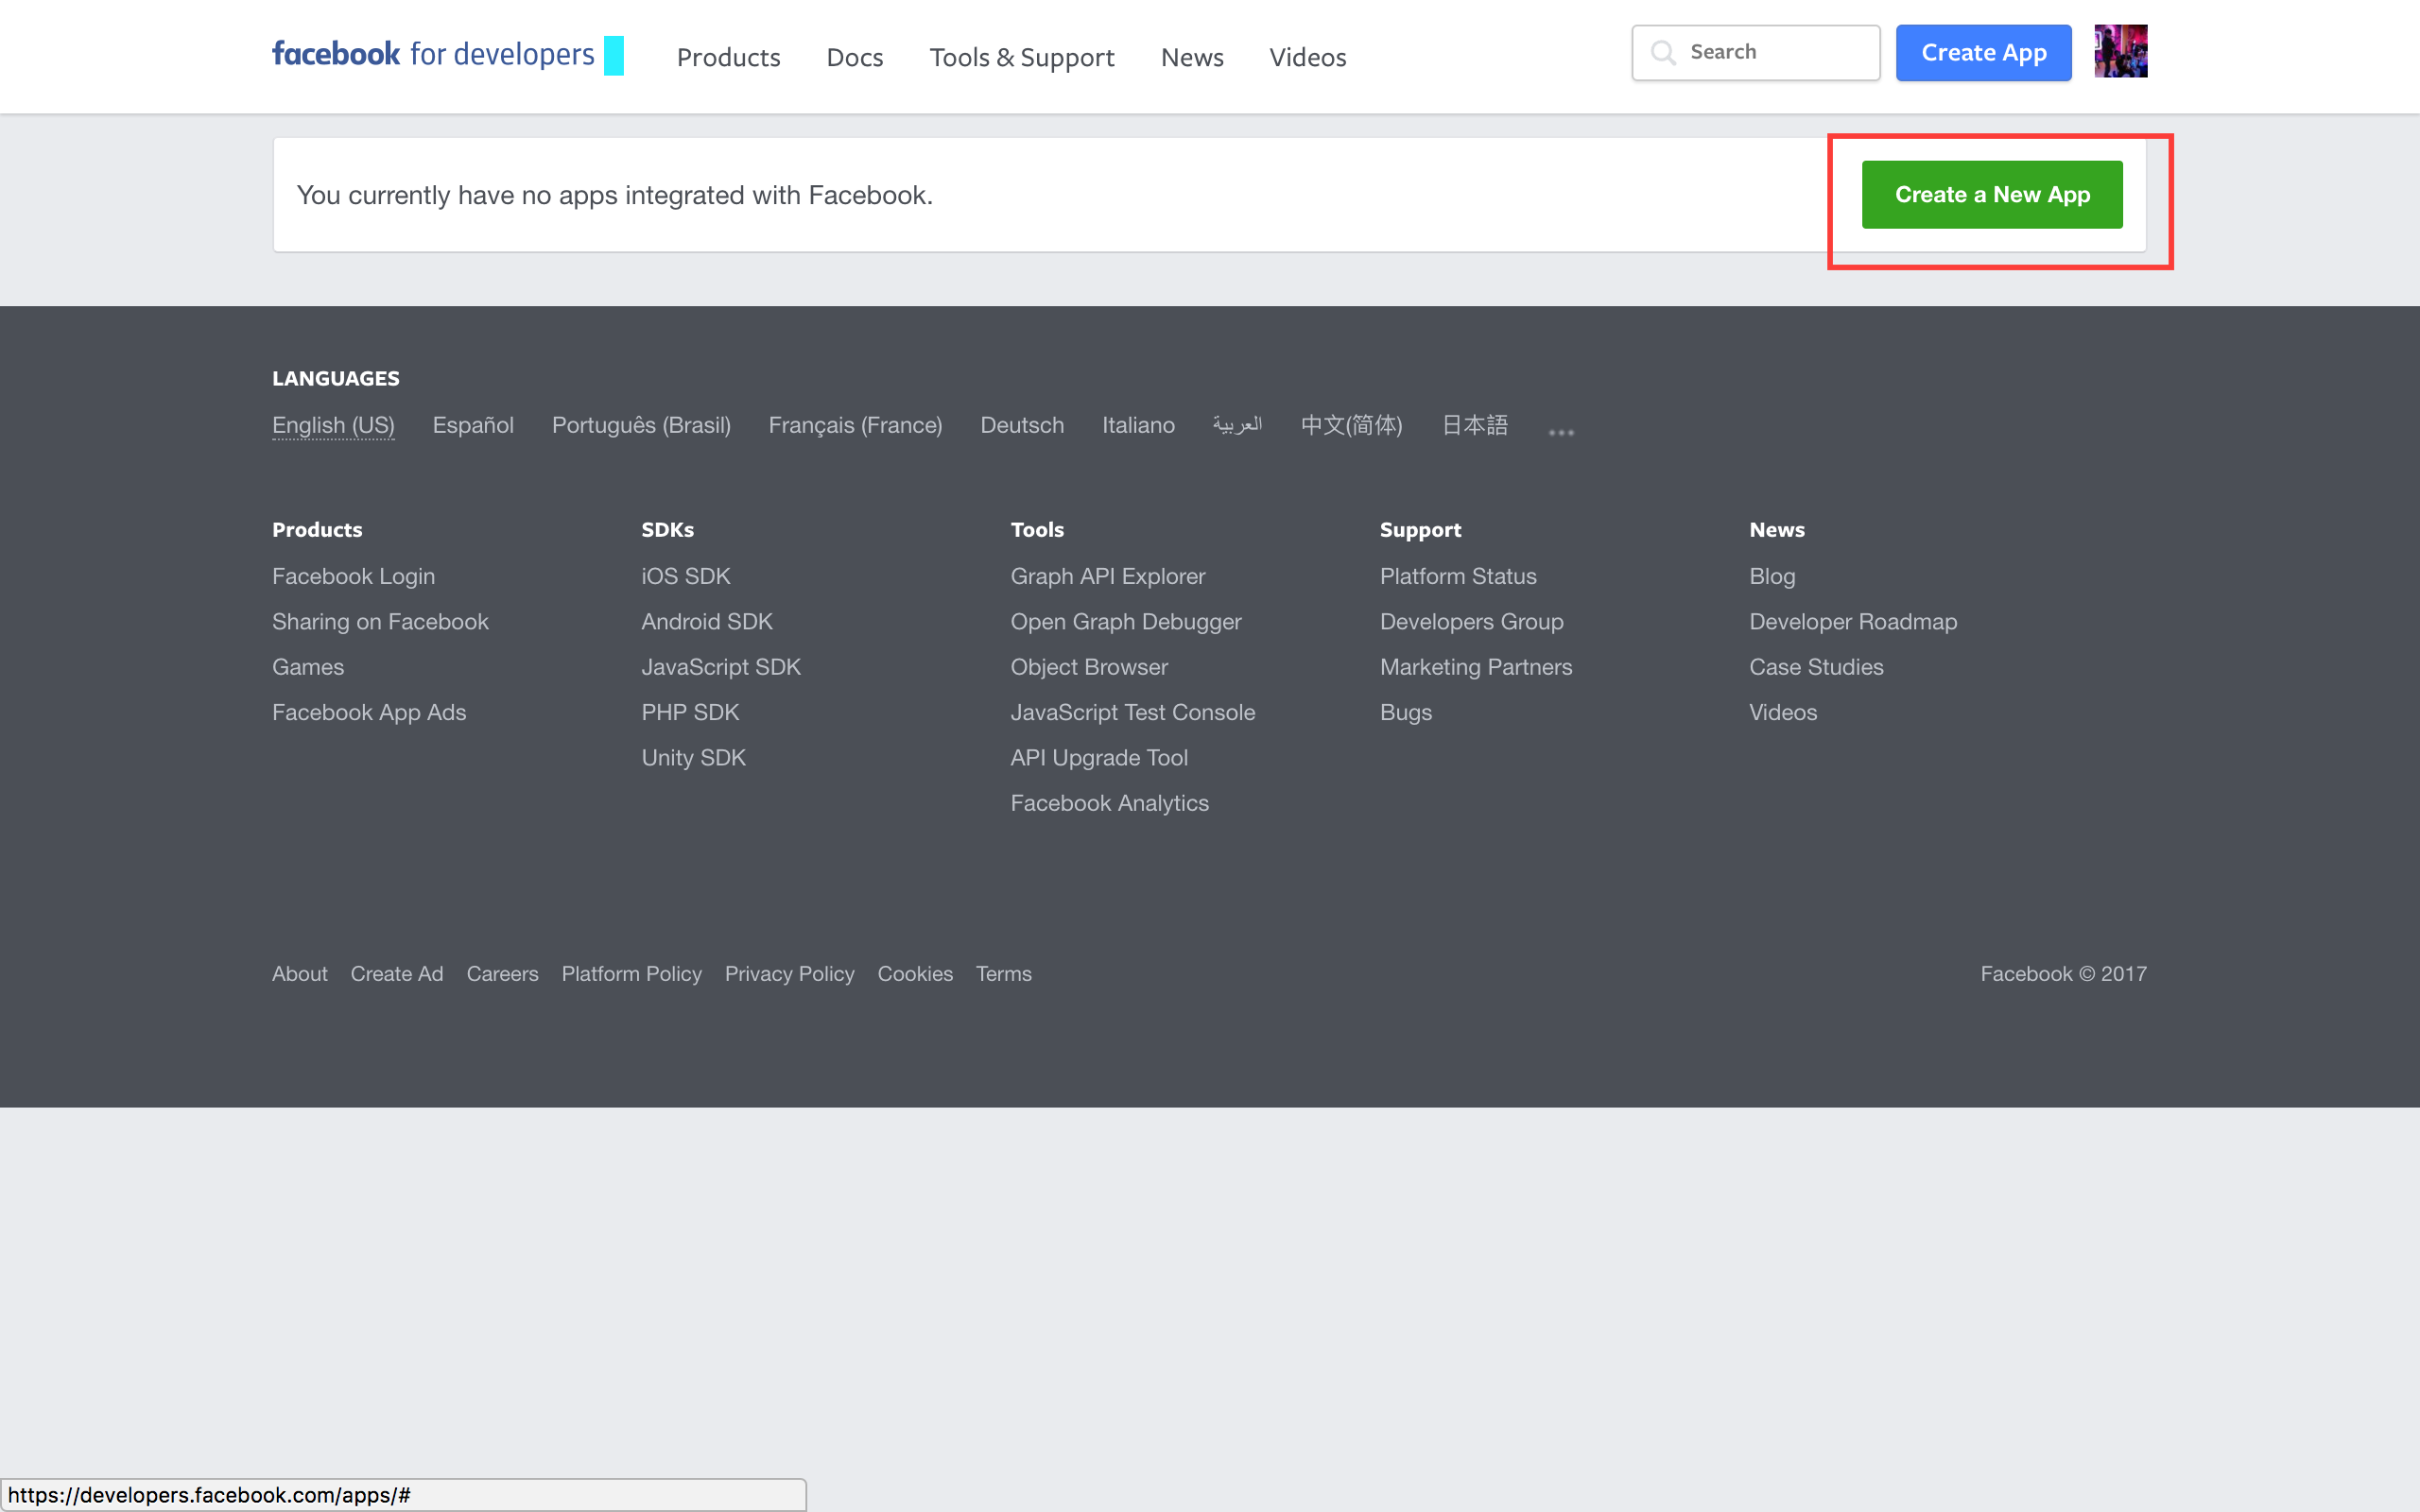 facebook for developers Products Docs Tools & Support News Videos Search Create App
You currently have no apps integrated with Facebook. Create a New App
LANGUAGES
English (US) Español Português (Brasil) Français (France) Deutsch Italiano العربية 中文(简体) 日本語 ...
Products SDKs Tools Support News
Facebook Login iOS SDK Graph API Explorer Platform Status Blog
Sharing on Facebook Android SDK Open Graph Debugger Developers Group Developer Roadmap
Games JavaScript SDK Object Browser Marketing Partners Case Studies
Facebook App Ads PHP SDK JavaScript Test Console Bugs Videos
Unity SDK API Upgrade Tool
Facebook Analytics
About Create Ad Careers Platform Policy Privacy Policy Cookies Terms Facebook © 2017
https://developers.facebook.com/apps/#